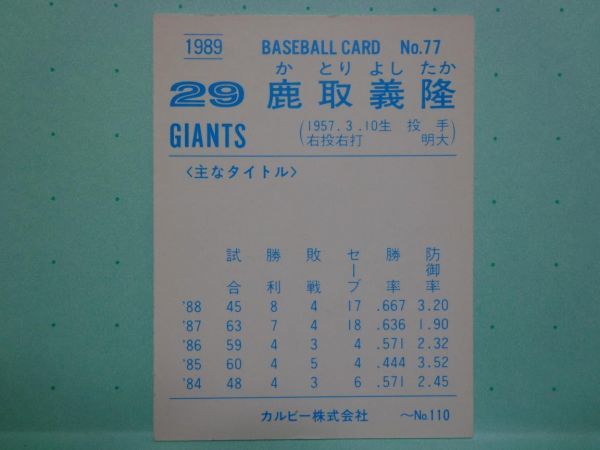 1989 BASEBALL CARD No.77
か とり よし たか
29 鹿取義隆
GIANTS
(1957.3.10生 投手
右投右打 明大)
<主なタイトル>
試合 勝利 敗戦 セーブ 勝率 防御率
'88 45 8 4 17 .667 3.20
'87 63 7 4 18 .636 1.90
'86 59 4 3 4 .571 2.32
'85 60 4 5 4 .444 3.52
'84 48 4 3 6 .571 2.45
カルビー株式会社 〜No.110